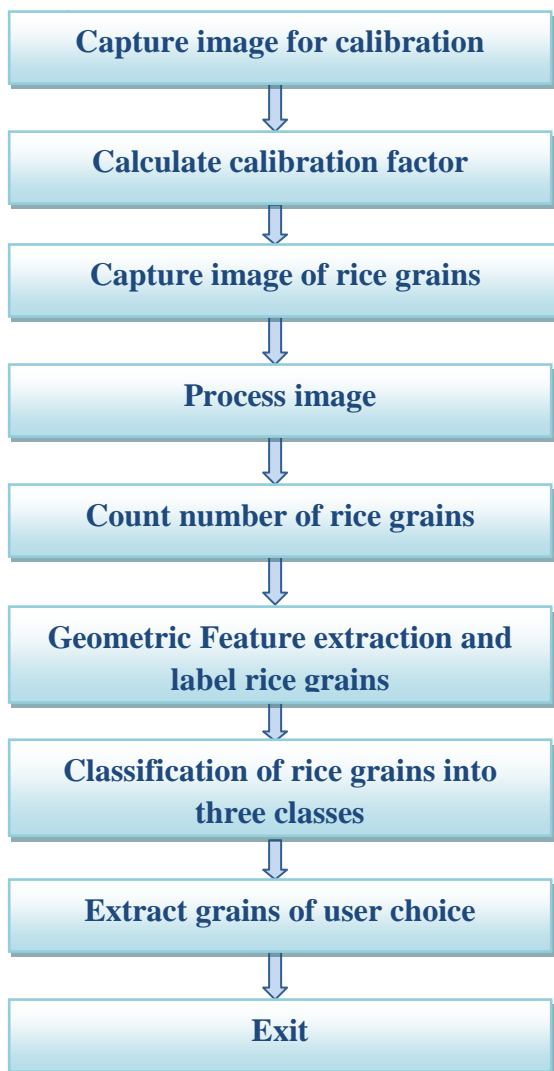 Capture image for calibration
Calculate calibration factor
Capture image of rice grains
Process image
Count number of rice grains
Geometric Feature extraction and
label rice grains
Classification of rice grains into
three classes
Extract grains of user choice
Exit